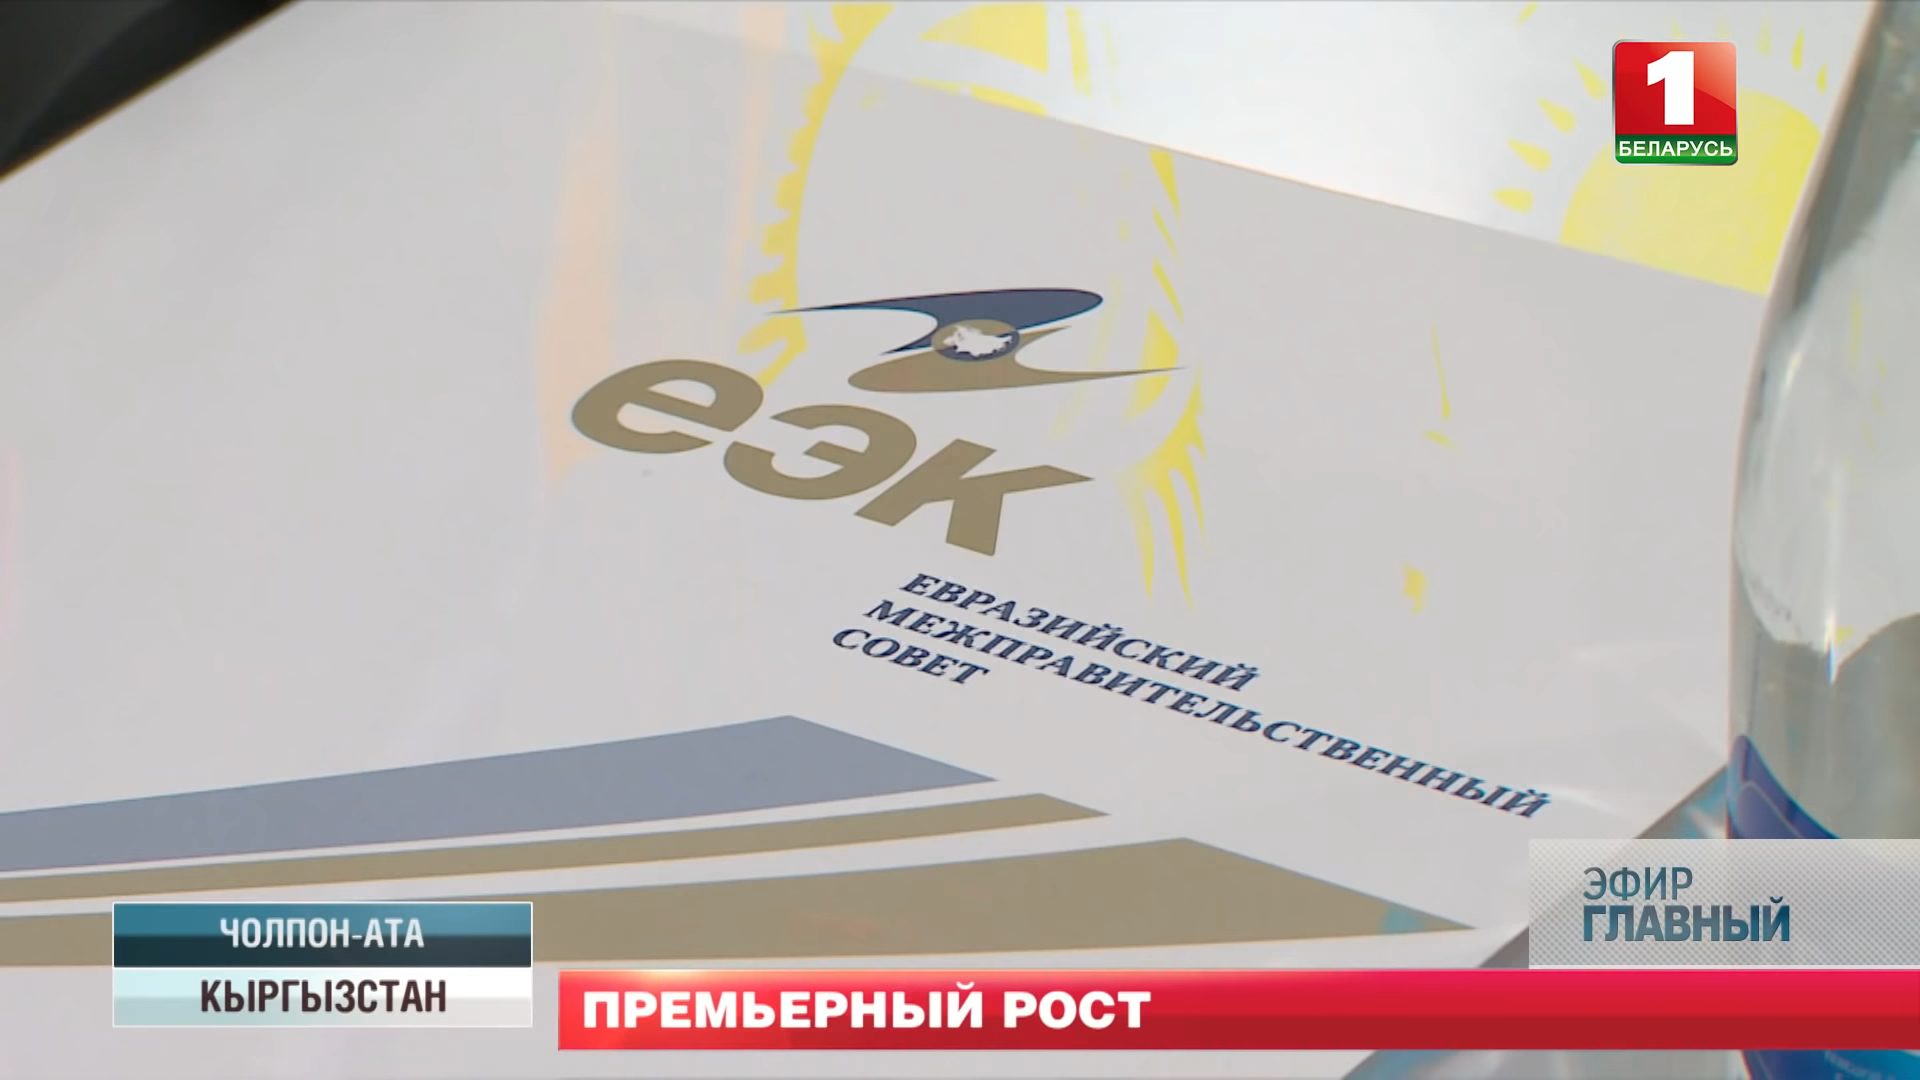 1
БЕЛАРУСЬ
еэк
ЕВРАЗИЙСКИЙ
МЕЖПРАВИТЕЛЬСТВЕННЫЙ
СОВЕТ
ЭФИР
ГЛАВНЫЙ
ЧОЛПОН-АТА
КЫРГЫЗСТАН
ПРЕМЬЕРНЫЙ РОСТ